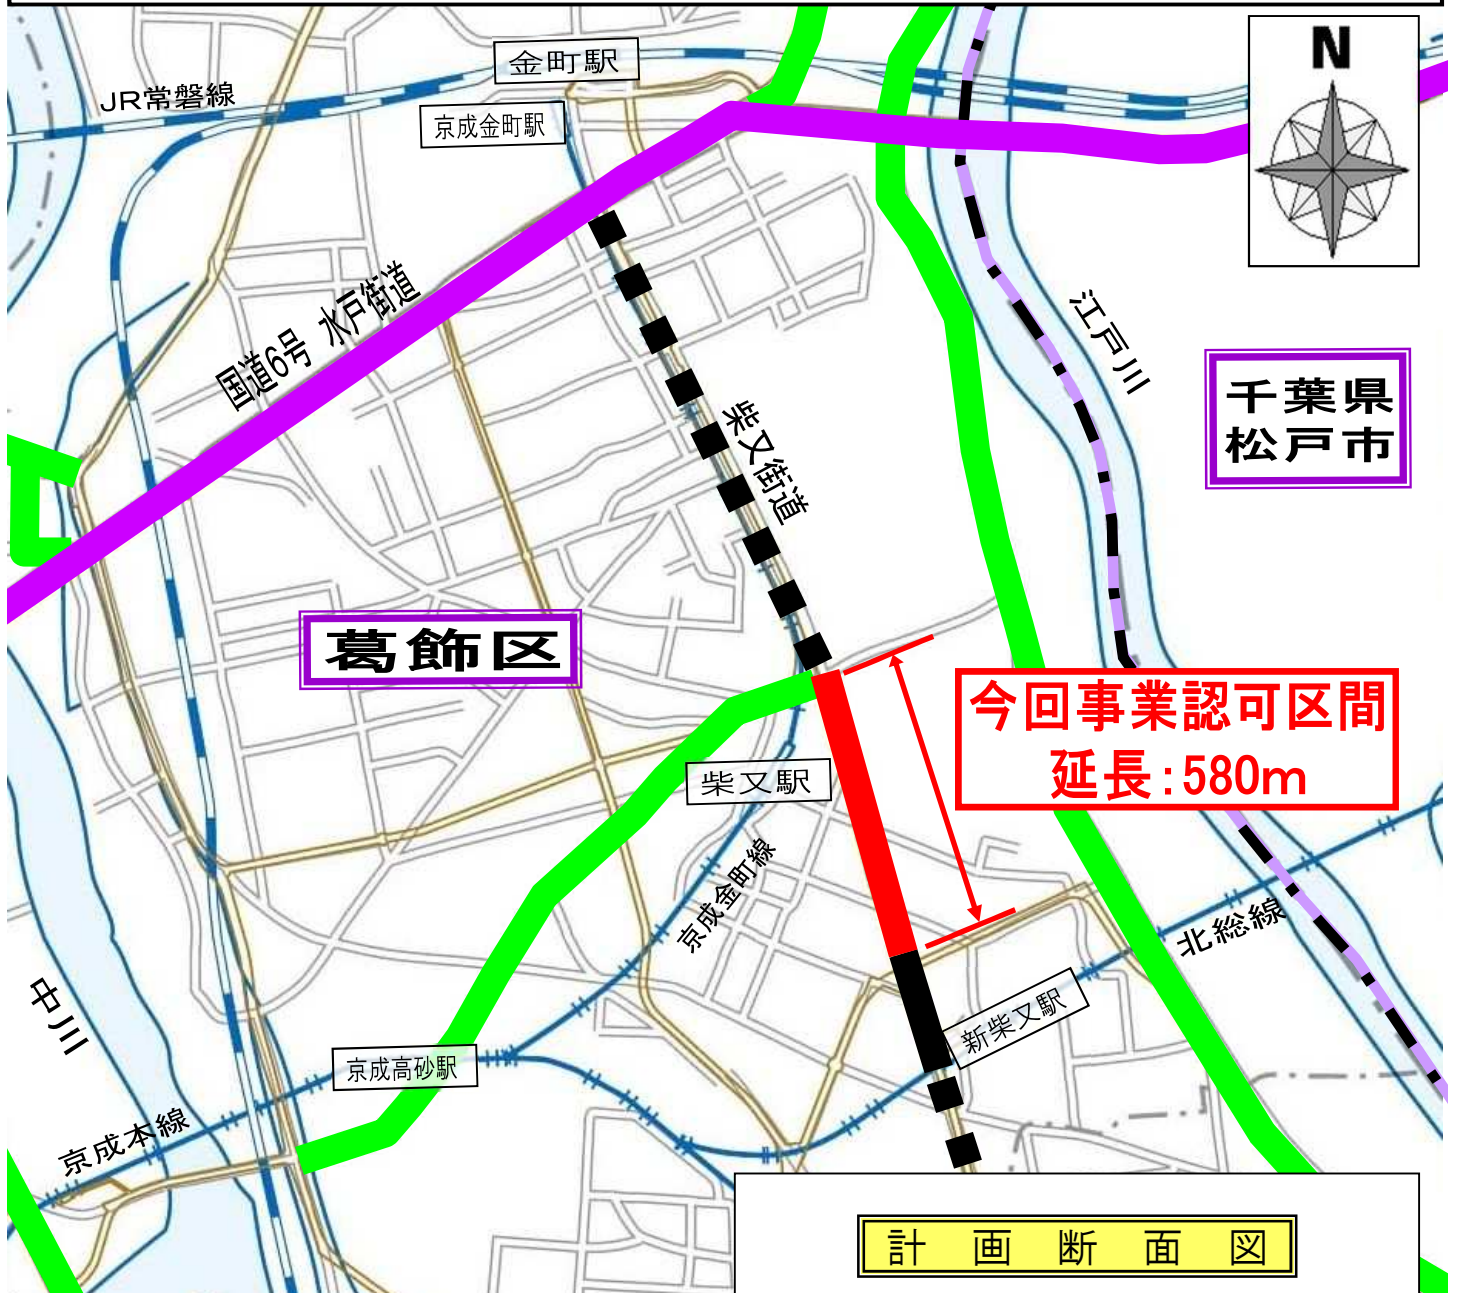 金町駅
N
JR常磐線
京成金町駅
国道6号 水戸街道
江戸川
千葉県
松戸市
柴又街道
葛飾区
今回事業認可区間
延長:580m
柴又駅
京成金町線
北総線
中川
新柴又駅
京成高砂駅
京成本線
計画断面図